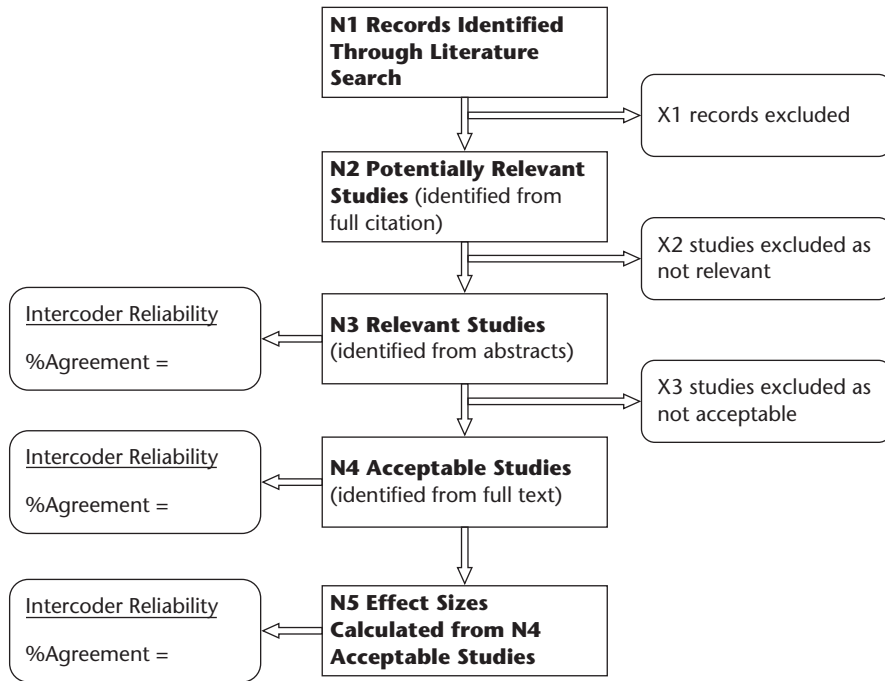 N1 Records Identified
Through Literature
Search
X1 records excluded
N2 Potentially Relevant
Studies (identified from
full citation)
X2 studies excluded as
not relevant
Intercoder Reliability
%Agreement =
N3 Relevant Studies
(identified from abstracts)
X3 studies excluded as
not acceptable
Intercoder Reliability
%Agreement =
N4 Acceptable Studies
(identified from full text)
Intercoder Reliability
%Agreement =
N5 Effect Sizes
Calculated from N4
Acceptable Studies